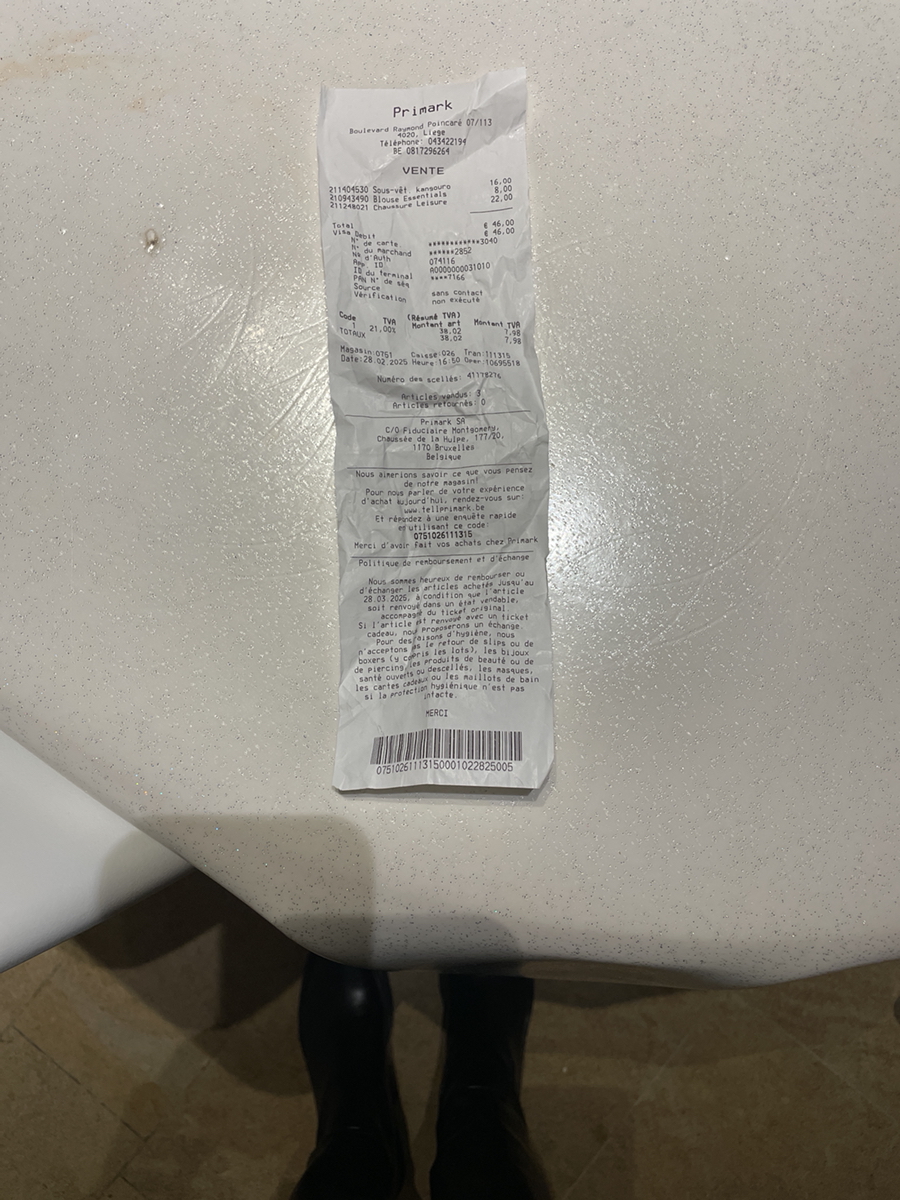 Primark
Boulevard Raymond Poincaré 07/113
4020, Liege
Téléphone: 043422194
BE 0817296264
VENTE
211404530 Sous-vêt. kangouro 16,00
210943490 Blouse Essentials 8,00
211248021 Chaussure Leisure 22,00
Total € 46,00
Visa Debit € 46,00
N° de carte ************3040
N° du marchand ******2852
N° d'Auth 074116
App. ID A0000000031010
ID du terminal ****7166
PAN N° de séq
Source sans contact
Vérification non exécuté
(Résumé TVA)
Code TVA Montant art Montant TVA
1 21,00% 38,02 7,98
TOTAUX 38,02 7,98
Magasin:0751 Caisse:026 Tran:111315
Date:28.02.2025 Heure:16:50 Oper:10695518
Numéro des scellés: 41178276
Articles vendus: 3
Articles retournés: 0
Primark SA
C/O Fiduciaire Montgomery,
Chaussée de la Hulpe, 177/20,
1170 Bruxelles
Belgique
Nous aimerions savoir ce que vous pensez
de notre magasin!
Pour nous parler de votre expérience
d'achat aujourd'hui, rendez-vous sur:
www.tellprimark.be
Et répondez à une enquête rapide
en utilisant ce code:
0751026111315
Merci d'avoir fait vos achats chez Primark
Politique de remboursement et d'échange
Nous sommes heureux de rembourser ou
d'échanger les articles achetés jusqu'au
28.03.2025, à condition que l'article
soit renvoyé dans un état vendable,
accompagné du ticket original.
Si l'article est renvoyé avec un ticket
cadeau, nous proposerons un échange.
Pour des raisons d'hygiène, nous
n'acceptons pas le retour de slips ou de
boxers (y compris les lots), les bijoux
de piercing, les produits de beauté ou de
santé ouverts ou descellés, les masques,
les cartes cadeaux ou les maillots de bain
si la protection hygiénique n'est pas
intacte.
MERCI
07510261113150001022825005